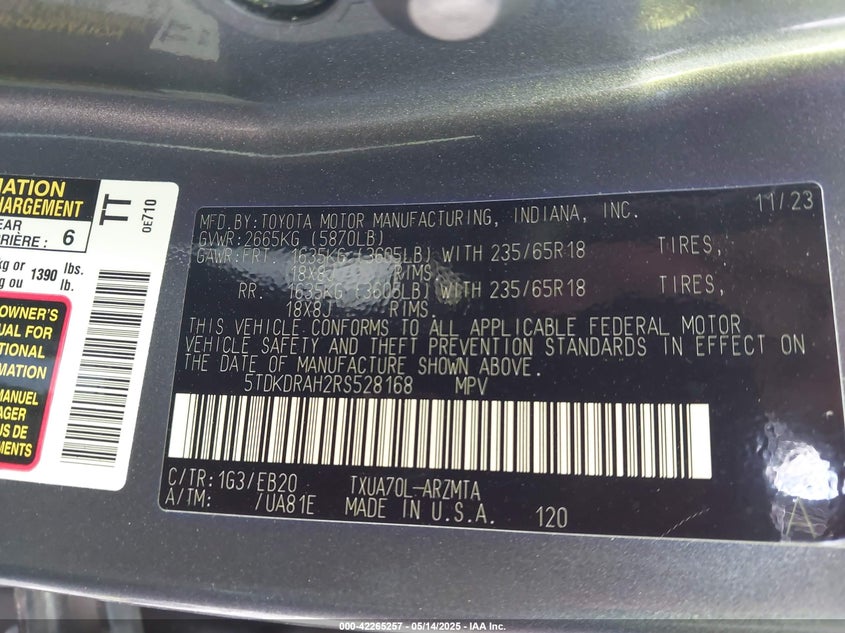 MATION
HARGEMENT
EAR
RIÈRE : 6
kg or 1390 lbs.
kg ou lb.
OWNER'S
UAL FOR
TIONAL
MATION
MANUEL
AGER
US DE
MENTS
TT
0E710
MFD. BY: TOYOTA MOTOR MANUFACTURING, INDIANA, INC. 11/23
GVWR: 2665KG (5870LB)
GAWR: FRT. 1635KG (3605LB) WITH 235/65R18 TIRES,
18X8J RIMS.
RR. 1635KG (3605LB) WITH 235/65R18 TIRES,
18X8J RIMS.
THIS VEHICLE CONFORMS TO ALL APPLICABLE FEDERAL MOTOR
VEHICLE SAFETY AND THEFT PREVENTION STANDARDS IN EFFECT ON
THE DATE OF MANUFACTURE SHOWN ABOVE.
5TDKDRAH2RS528168 MPV
C/TR: 1G3/EB20 TXUA70L-ARZMTA
A/TM: /UA81E MADE IN U.S.A. 120
A
000-42265257 - 05/14/2025 - IAA Inc.